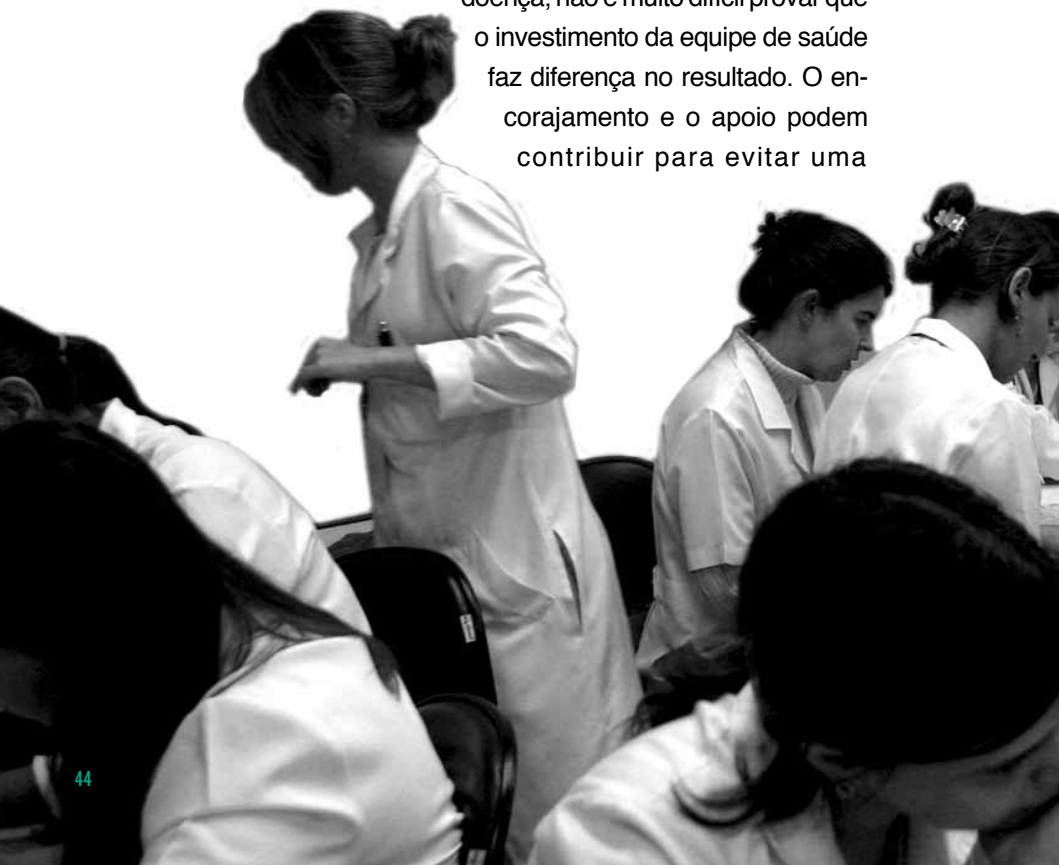 doença, não é muito difícil provar que
o investimento da equipe de saúde
faz diferença no resultado. O en-
corajamento e o apoio podem
contribuir para evitar uma
44